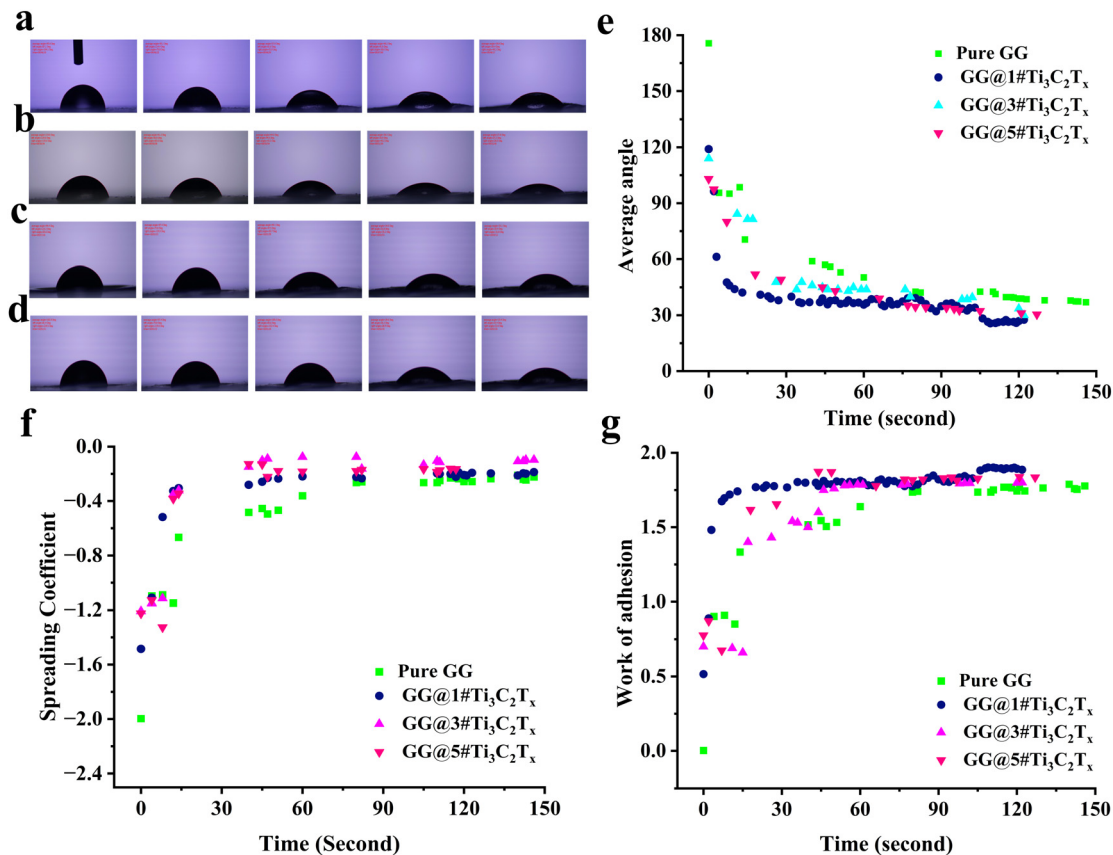 a
b
c
d
e
180
150
120
90
60
30
0
Average angle
0 30 60 90 120 150
Time (second)
Pure GG
GG@1#Ti₃C₂Tₓ
GG@3#Ti₃C₂Tₓ
GG@5#Ti₃C₂Tₓ
f
0.0
−0.4
−0.8
−1.2
−1.6
−2.0
−2.4
Spreading Coefficient
0 30 60 90 120 150
Time (Second)
Pure GG
GG@1#Ti₃C₂Tₓ
GG@3#Ti₃C₂Tₓ
GG@5#Ti₃C₂Tₓ
g
2.0
1.5
1.0
0.5
0.0
Work of adhesion
0 30 60 90 120 150
Time (second)
Pure GG
GG@1#Ti₃C₂Tₓ
GG@3#Ti₃C₂Tₓ
GG@5#Ti₃C₂Tₓ